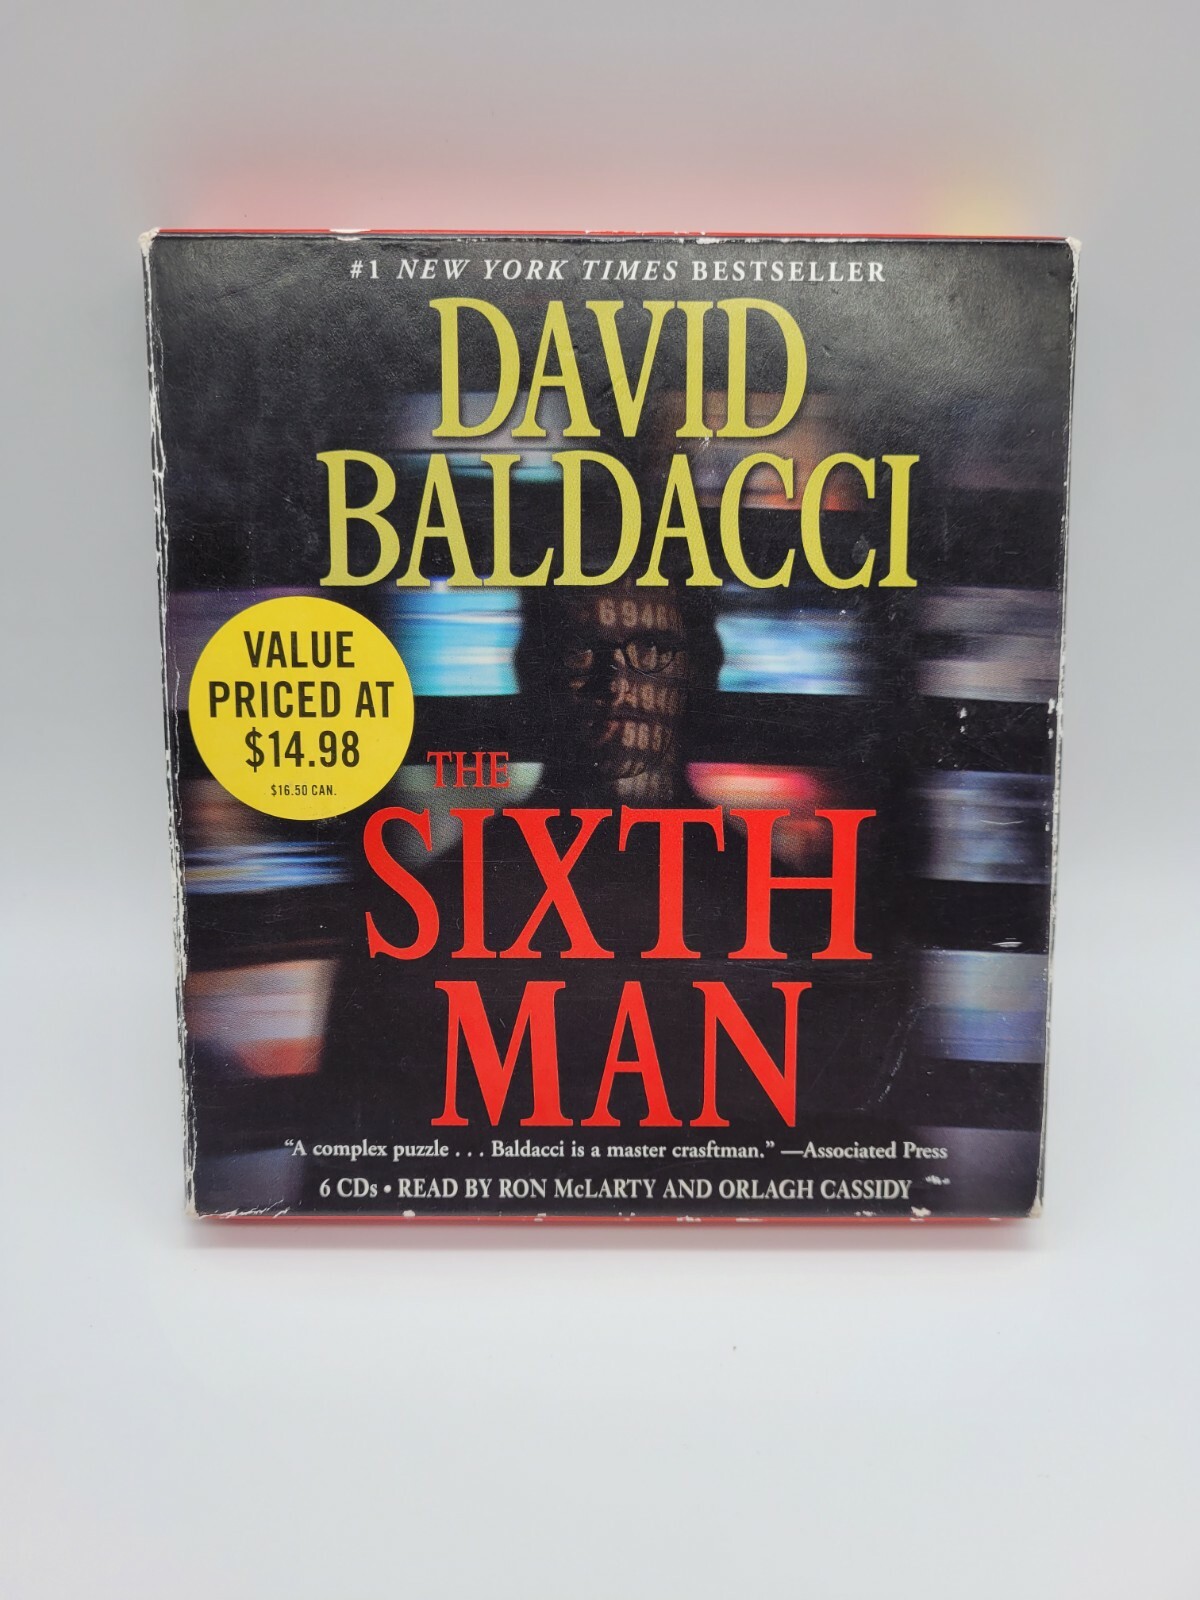 #1 NEW YORK TIMES BESTSELLER
DAVID
BALDACCI
6948
VALUE
PRICED AT
$14.98
$16.50 CAN.
THE
SIXTH
MAN
“A complex puzzle . . . Baldacci is a master crasftman.” —Associated Press
6 CDs • READ BY RON McLARTY AND ORLAGH CASSIDY